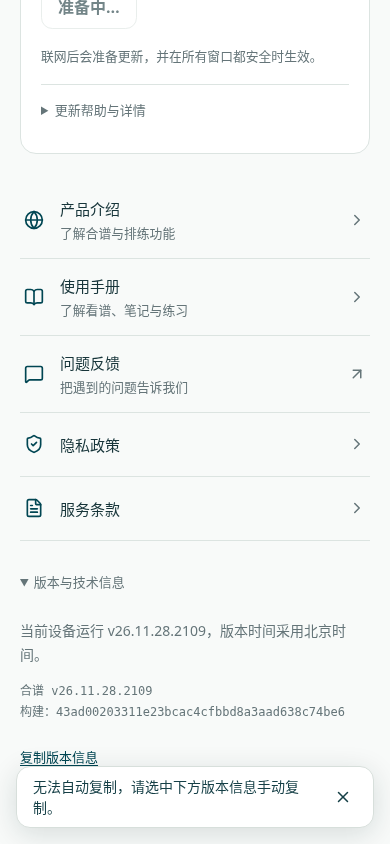 准备中...
联网后会准备更新，并在所有窗口都安全时生效。
▶ 更新帮助与详情
产品介绍
了解合谱与排练功能
使用手册
了解看谱、笔记与练习
问题反馈
把遇到的问题告诉我们
隐私政策
服务条款
▼ 版本与技术信息
当前设备运行 v26.11.28.2109，版本时间采用北京时
间。
合谱 v26.11.28.2109
构建：43ad00203311e23bcac4cfbbd8a3aad638c74be6
复制版本信息
无法自动复制，请选中下方版本信息手动复
制。